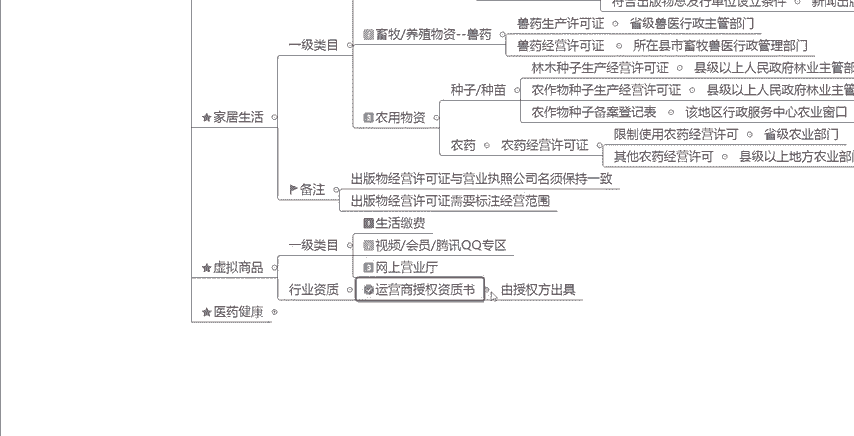 符合出版物总发行单位设立条件
兽药生产许可证 省级兽医行政主管部门
畜牧/养殖物资--兽药
一级类目
兽药经营许可证 所在县市畜牧兽医行政管理部门
林木种子生产经营许可证 县级以上人民政府林业主管部
种子/种苗 农作物种子生产经营许可证 县级以上人民政府林业主管
农作物种子备案登记表 该地区行政服务中心农业窗口
家居生活
农用物资
限制使用农药经营许可 省级农业部门
农药 农药经营许可证
其他农药经营许可 县级以上地方农业部门
出版物经营许可证与营业执照公司名须保持一致
备注
出版物经营许可证需要标注经营范围
生活缴费
一级类目 视频/会员/腾讯QQ专区
虚拟商品 网上营业厅
行业资质 运营商授权资质书 由授权方出具
医药健康